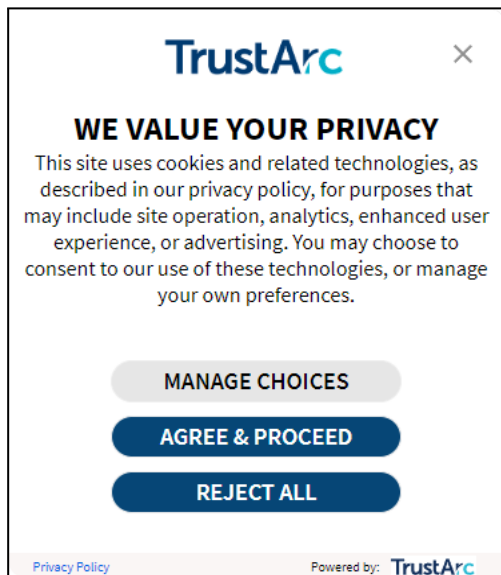 TrustArc
WE VALUE YOUR PRIVACY
This site uses cookies and related technologies, as
described in our privacy policy, for purposes that
may include site operation, analytics, enhanced user
experience, or advertising. You may choose to
consent to our use of these technologies, or manage
your own preferences.
MANAGE CHOICES
AGREE & PROCEED
REJECT ALL
Privacy Policy Powered by: TrustArc